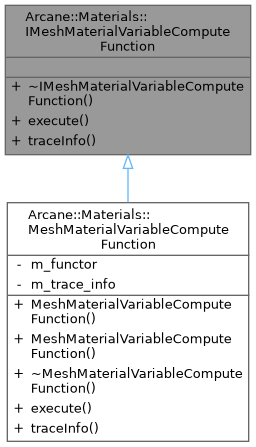 Arcane::Materials::
IMeshMaterialVariableCompute
Function
+ ~IMeshMaterialVariableCompute
Function()
+ execute()
+ traceInfo()
Arcane::Materials::
MeshMaterialVariableCompute
Function
- m_functor
- m_trace_info
+ MeshMaterialVariableCompute
Function()
+ MeshMaterialVariableCompute
Function()
+ ~MeshMaterialVariableCompute
Function()
+ execute()
+ traceInfo()